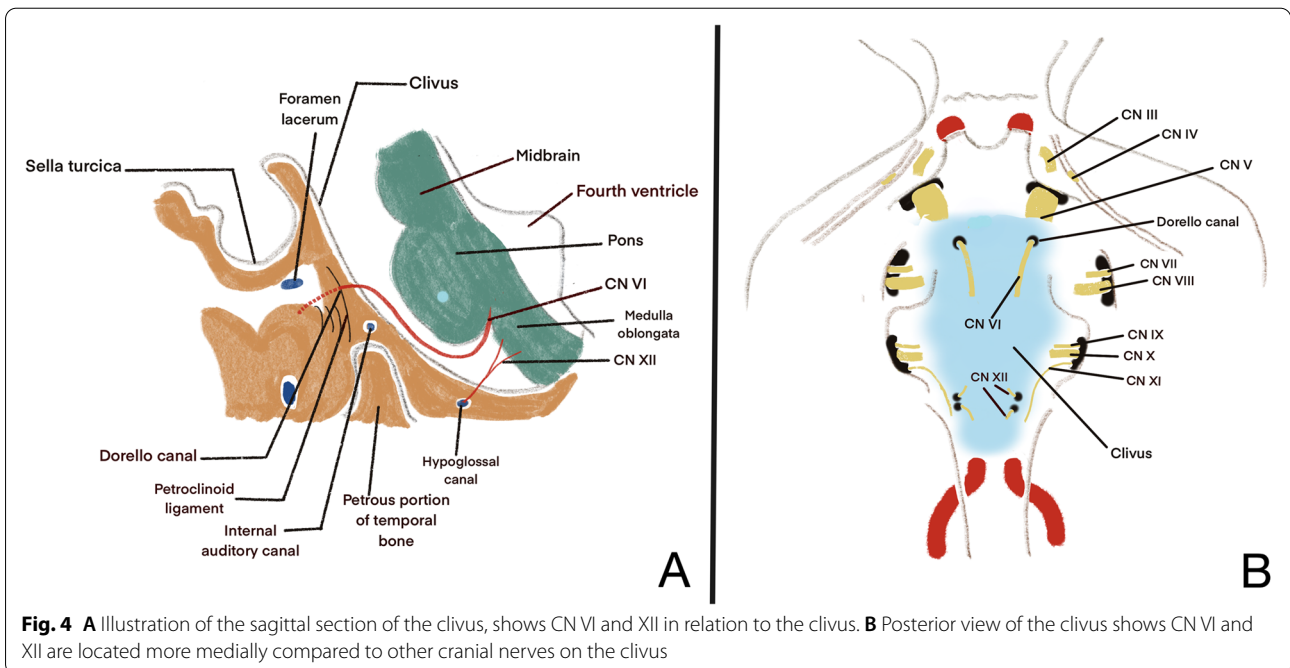 Clivus
Foramen
lacerum
Sella turcica
Midbrain
Fourth ventricle
Pons
CN VI
Medulla
oblongata
CN XII
Dorello canal
Petroclinoid
ligament
Internal
auditory canal
Petrous portion
of temporal
bone
Hypoglossal
canal
A
CN III
CN IV
CN V
Dorello canal
CN VII
CN VIII
CN VI
CN IX
CN X
CN XI
CN XII
Clivus
B
Fig. 4 A Illustration of the sagittal section of the clivus, shows CN VI and XII in relation to the clivus. B Posterior view of the clivus shows CN VI and
XII are located more medially compared to other cranial nerves on the clivus